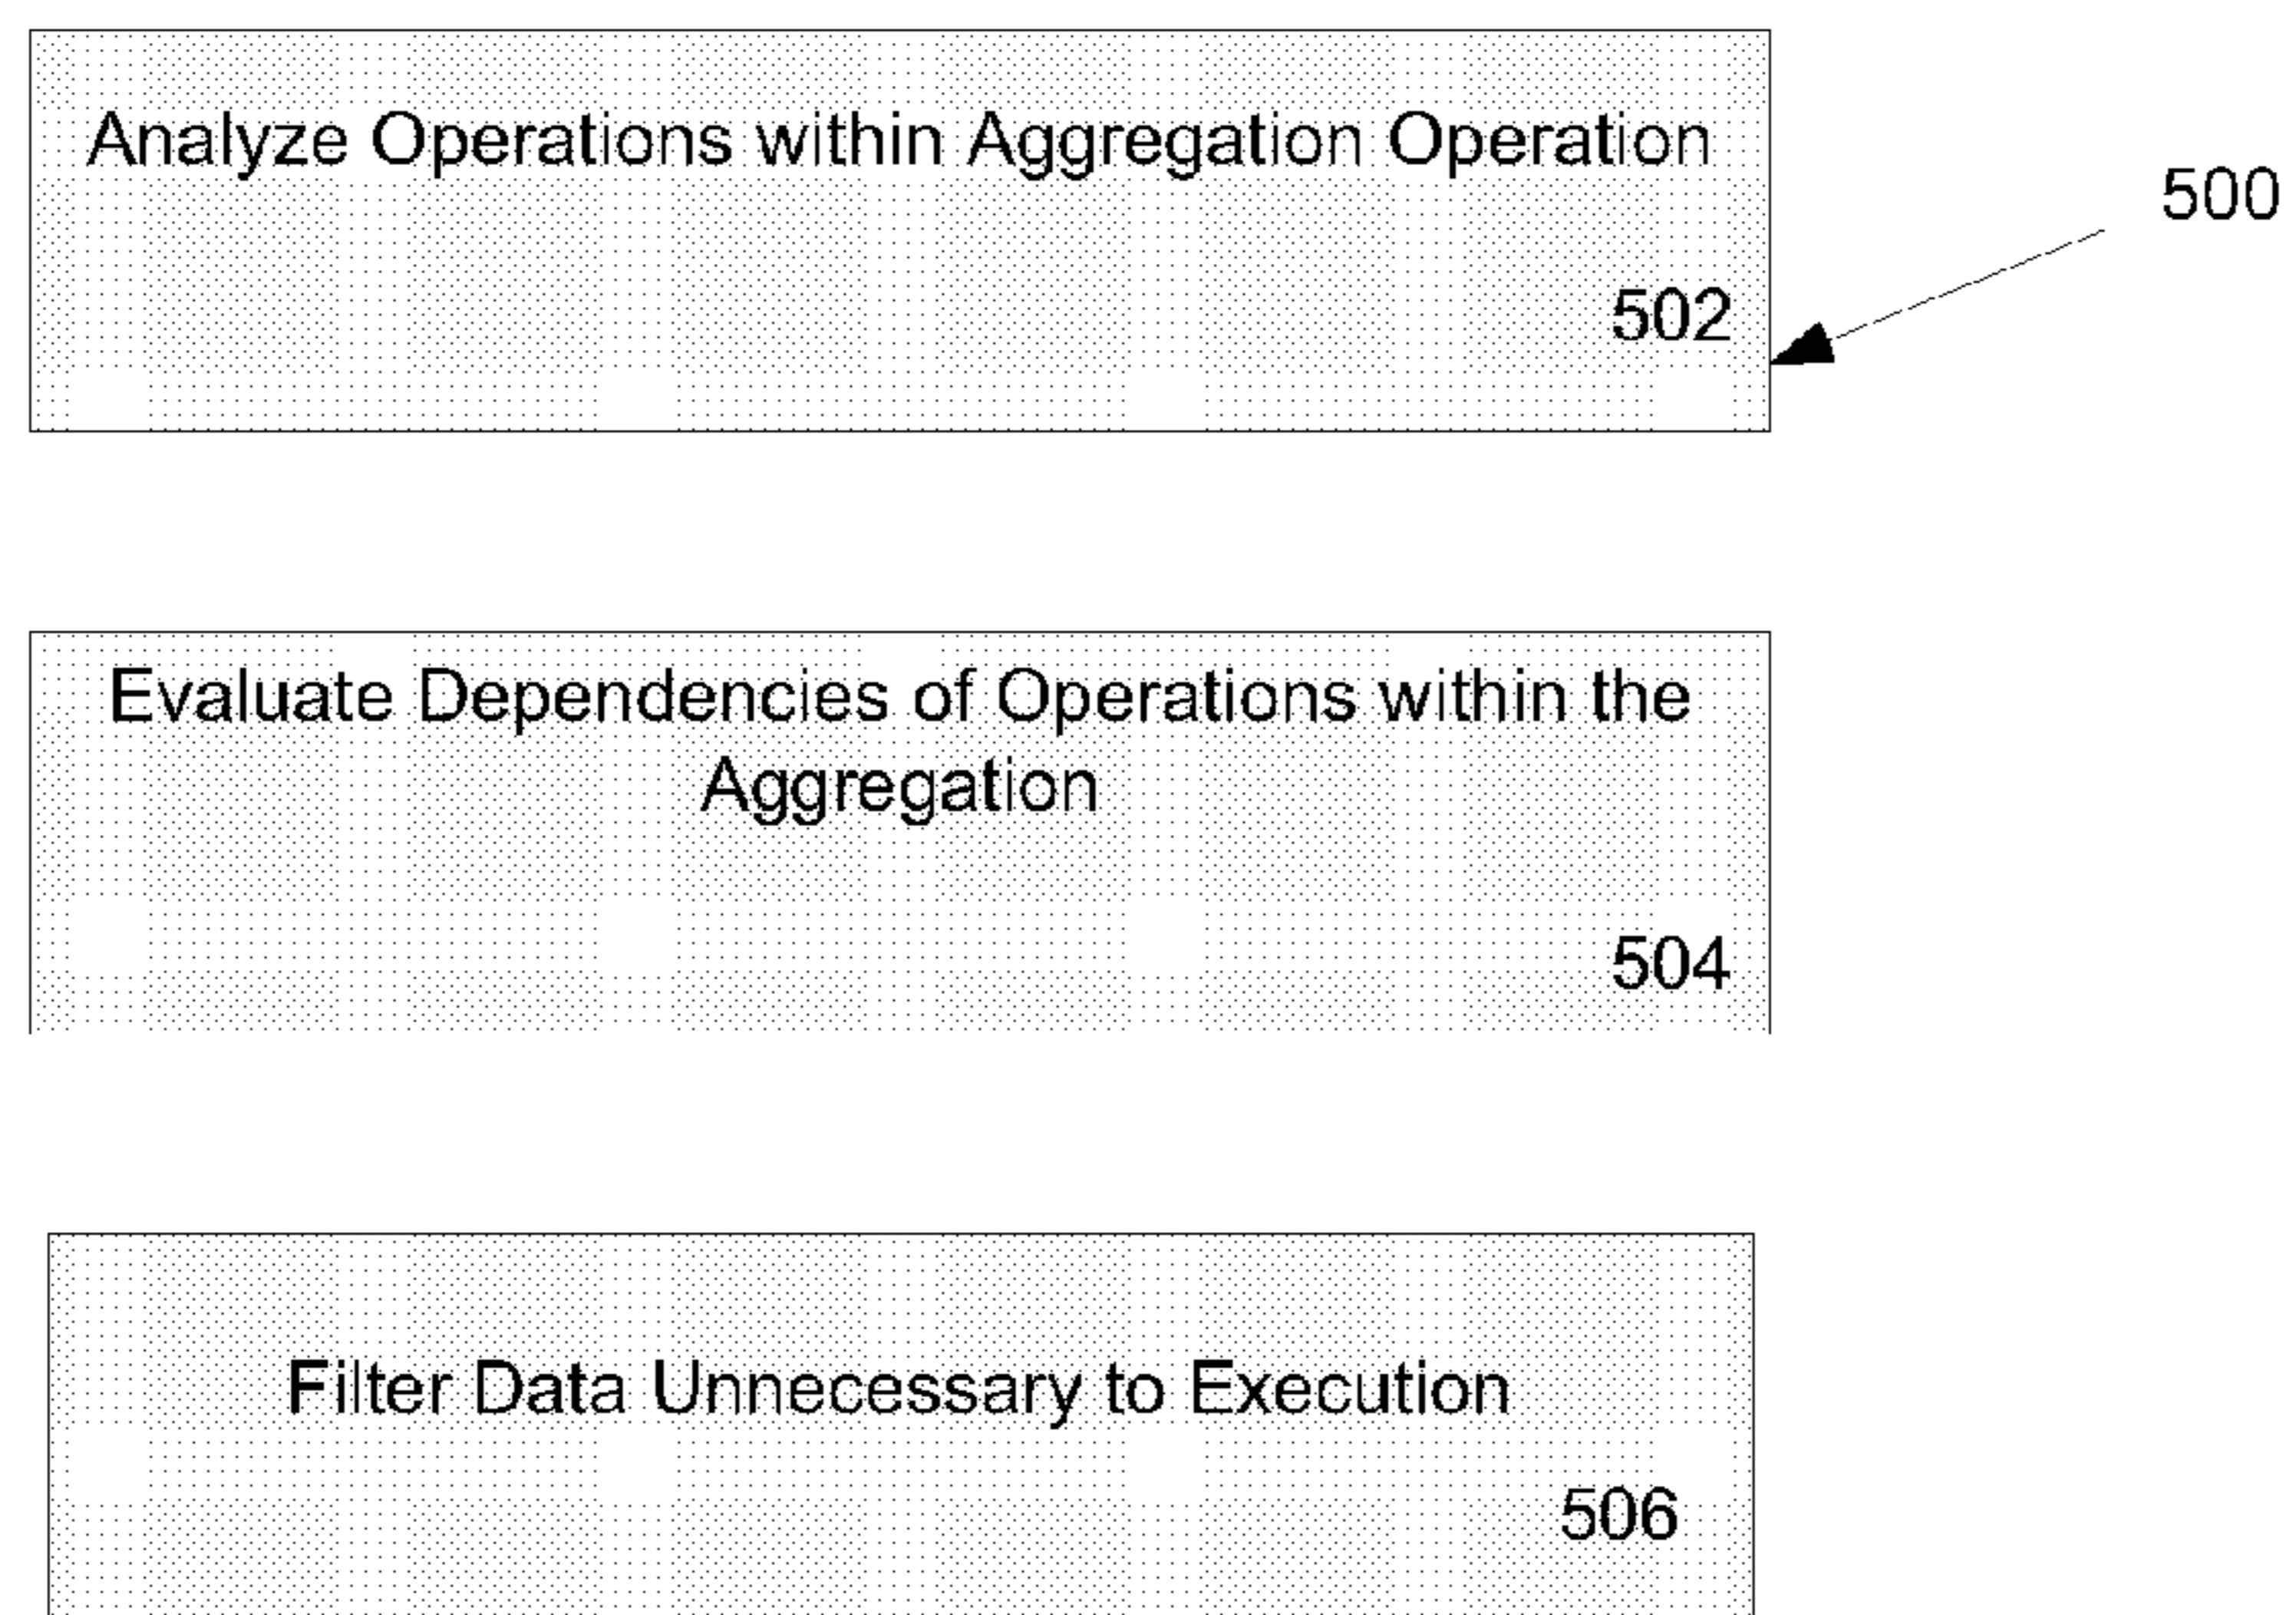 Analyze Operations within Aggregation Operation
500
502
Evaluate Dependencies of Operations within the
Aggregation
504
Filter Data Unnecessary to Execution
506